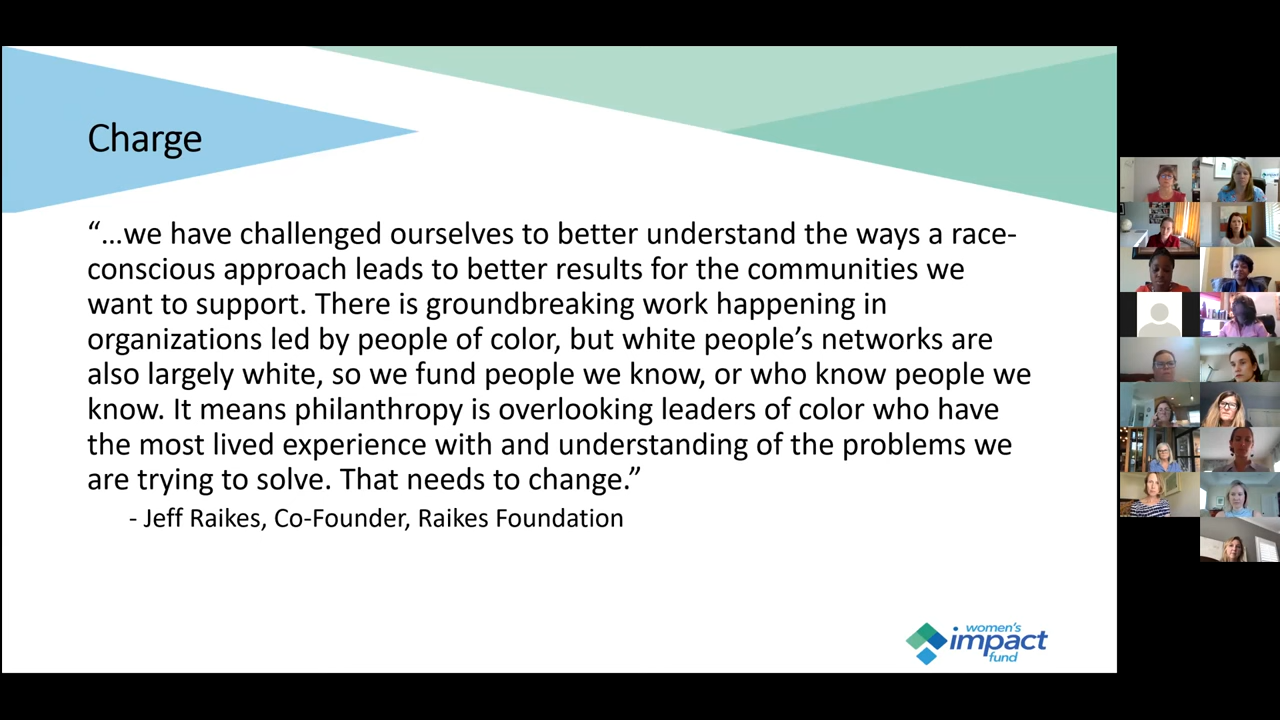 Charge
“…we have challenged ourselves to better understand the ways a race-
conscious approach leads to better results for the communities we
want to support. There is groundbreaking work happening in
organizations led by people of color, but white people’s networks are
also largely white, so we fund people we know, or who know people we
know. It means philanthropy is overlooking leaders of color who have
the most lived experience with and understanding of the problems we
are trying to solve. That needs to change.”
- Jeff Raikes, Co-Founder, Raikes Foundation
women's
impact
fund
impact